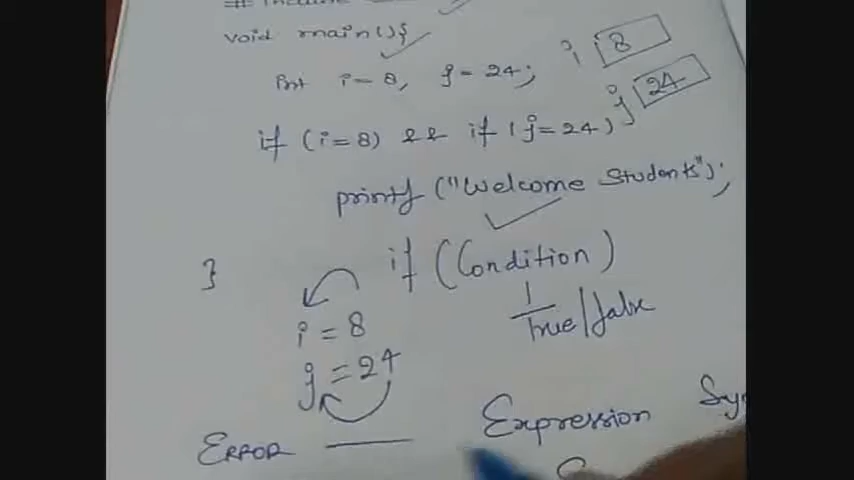 # include
void main(){
int i=8, j=24; i 8
j 24
if (i=8) && if (j=24)
printf ("Welcome Students");
}
if (Condition)
True/false
i = 8
j = 24
ERROR — Expression